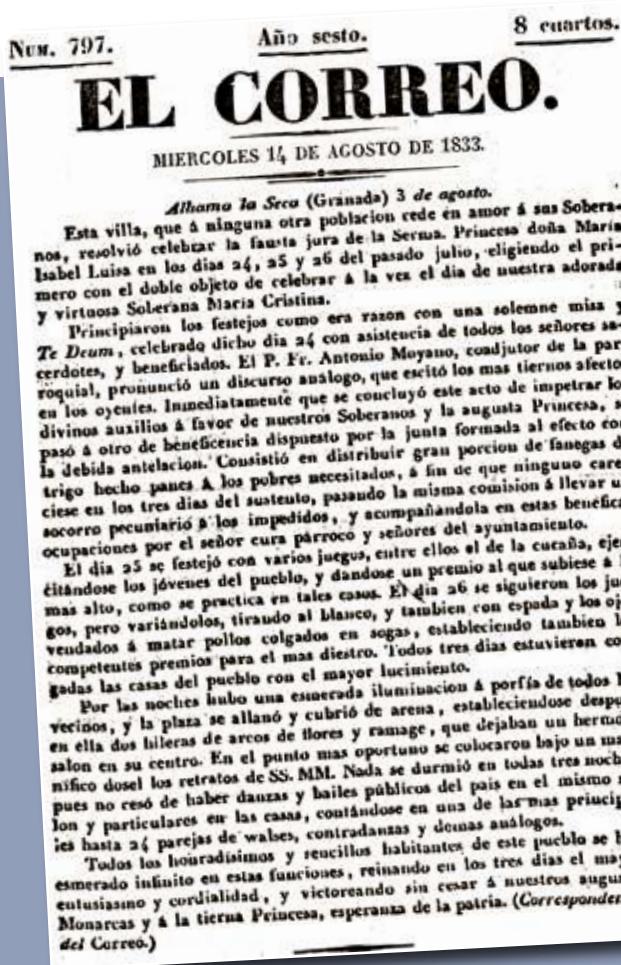 Num. 797.
Año sesto.
8 cuartos.
EL CORREO.
MIERCOLES 14 DE AGOSTO DE 1833.
Alhama la Seca (Granada) 3 de agosto.
Esta villa, que á ninguna otra poblacion cede en amor á sus Sobera-
nos, resolvió celebrar la fausta jura de la Serma. Princesa doña María
Isabel Luisa en los dias 24, 25 y 26 del pasado julio, eligiendo el pri-
mero con el doble objeto de celebrar á la vez el dia de nuestra adorada
y virtuosa Soberana María Cristina.
Principiaron los festejos como era razon con una solemne misa y
Te Deum, celebrado dicho dia 24 con asistencia de todos los señores sa-
cerdotes, y beneficiados. El P. Fr. Antonio Moyano, coadjutor de la par-
roquial, pronunció un discurso análogo, que escitó los mas tiernos afecto
en los oyentes. Inmediatamente que se concluyó este acto de impetrar lo
divinos auxilios á favor de nuestros Soberanos y la augusta Princesa, s
pasó á otro de beneficencia dispuesto por la junta formada al efecto co
la debida antelacion. Consistió en distribuir gran porcion de fanegas d
trigo hecho panes á los pobres necesitados, á fin de que ninguno care
ciese en los tres dias del sustento, pasando la misma comision á llevar u
socorro pecuniario á los impedidos, y acompañándola en estas benéfica
ocupaciones por el señor cura párroco y señores del ayuntamiento.
El dia 25 se festejó con varios juegos, entre ellos el de la cucaña, ejer
citándose los jóvenes del pueblo, y dandose un premio al que subiese á l
mas alto, como se practica en tales casos. El dia 26 se siguieron los jue
gos, pero variándolos, tirando al blanco, y tambien con espada y los oj
vendados á matar pollos colgados en sogas, estableciendo tambien l
competentes premios para el mas diestro. Todos tres dias estuvieron co
gadas las casas del pueblo con el mayor lucimiento.
Por las noches hubo una esmerada iluminacion á porfía de todos l
vecinos, y la plaza se allanó y cubrió de arena, estableciendose despu
en ella dos hileras de arcos de flores y ramage, que dejaban un hermo
salon en su centro. En el punto mas oportuno se colocaron bajo un ma
nífico dosel los retratos de SS. MM. Nada se durmió en todas tres noch
pues no cesó de haber danzas y bailes públicos del pais en el mismo s
lon y particulares en las casas, contándose en una de las mas princip
les hasta 24 parejas de walses, contradanzas y demas análogos.
Todos los honradísimos y sencillos habitantes de este pueblo se h
esmerado infinito en estas funciones, reinando en los tres dias el may
entusiasmo y cordialidad, y victoreando sin cesar á nuestros augus
Monarcas y á la tierna Princesa, esperanza de la patria. (Corresponden
del Correo.)